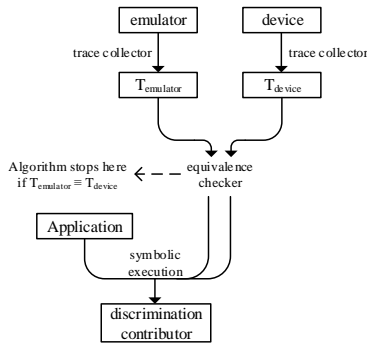 emulator
device
trace collector
trace collector
Temulator
Tdevice
Algorithm stops here
if Temulator ≡ Tdevice
equivalence
checker
Application
symbolic
execution
discrimination
contributor